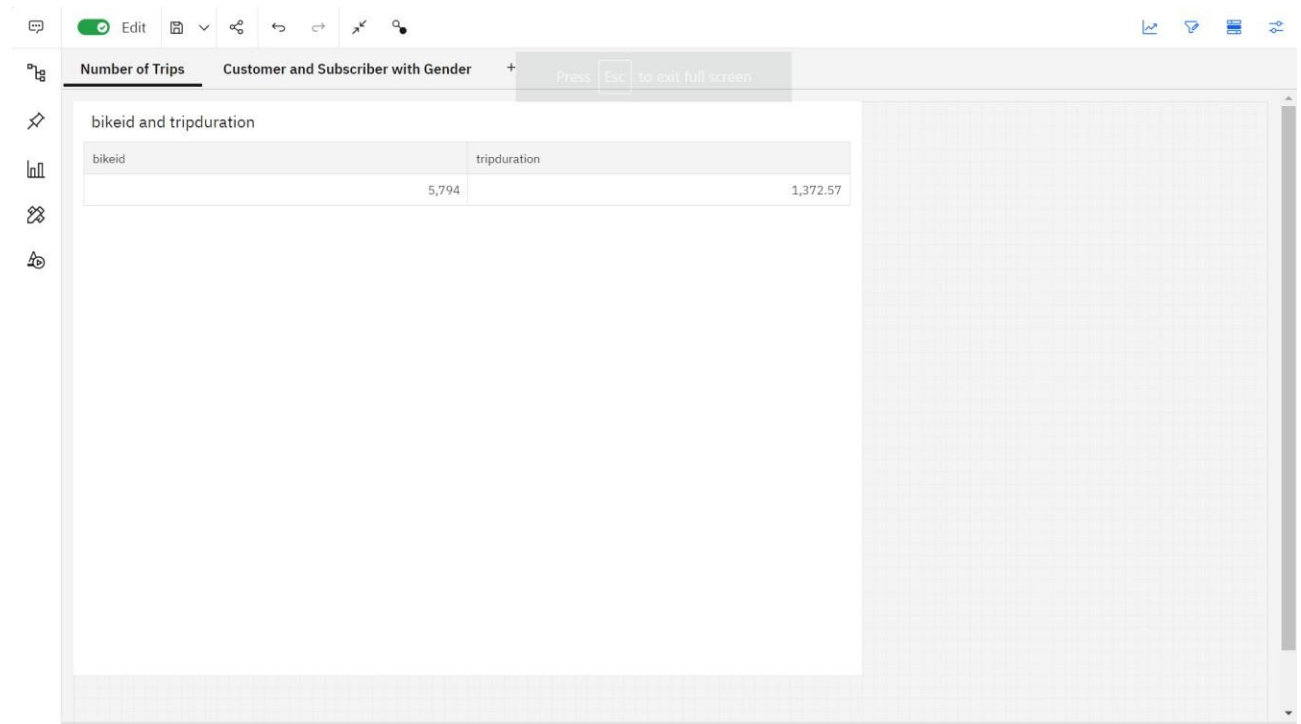 Edit
Number of Trips Customer and Subscriber with Gender +
Press Esc to exit full screen
bikeid and tripduration
bikeid tripduration
5,794 1,372.57